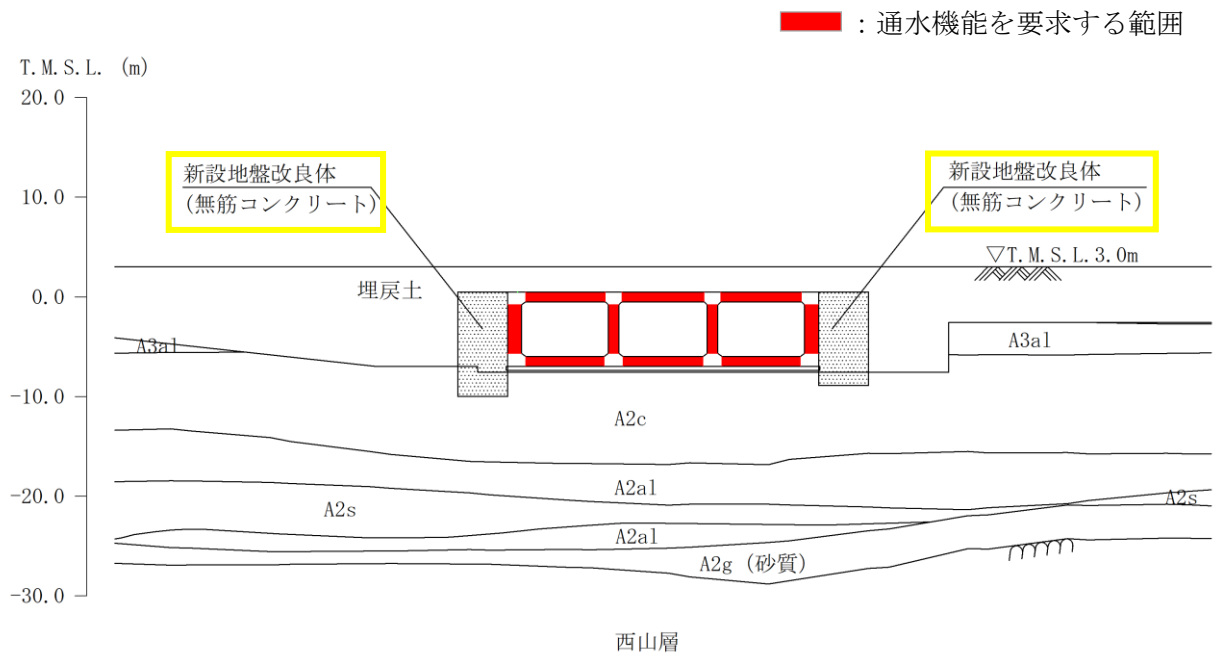 ：通水機能を要求する範囲
T.M.S.L. (m)
20.0
新設地盤改良体
(無筋コンクリート)
新設地盤改良体
(無筋コンクリート)
10.0
▽T.M.S.L.3.0m
0.0
埋戻土
A3al
A3al
-10.0
A2c
A2al
-20.0
A2s
A2s
A2al
A2g (砂質)
-30.0
西山層